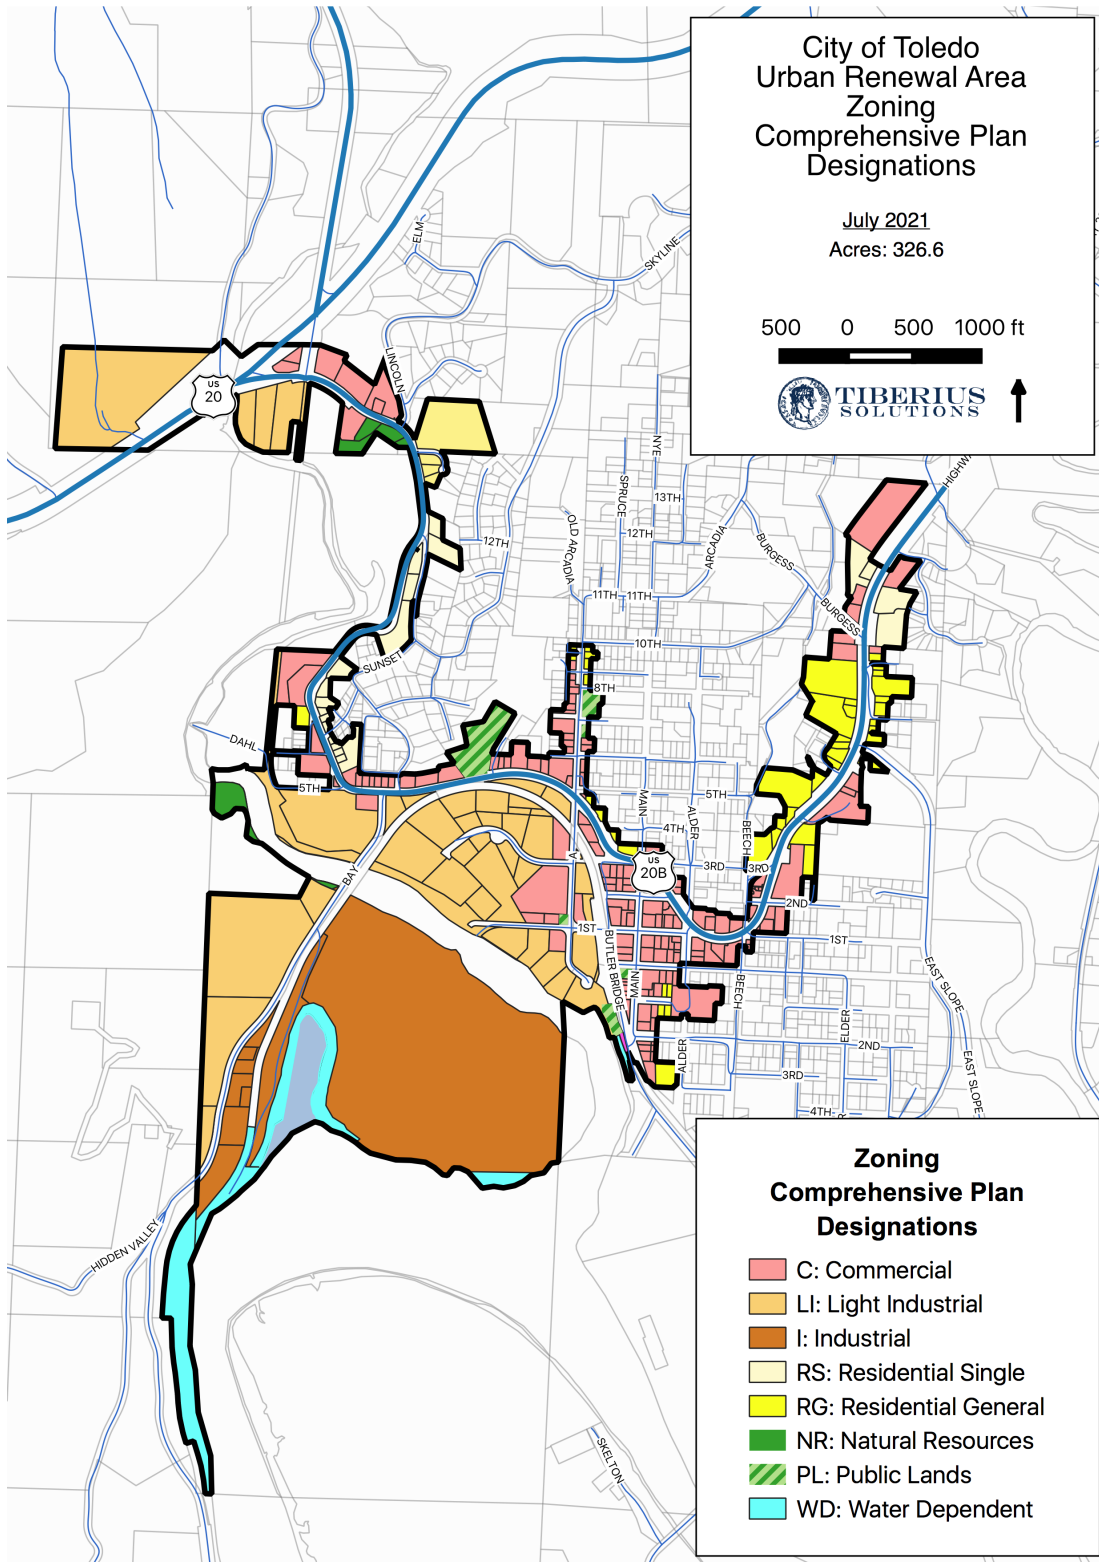 City of Toledo
Urban Renewal Area
Zoning
Comprehensive Plan
Designations
July 2021
Acres: 326.6
500 0 500 1000 ft
TIBERIUS
SOLUTIONS
ELM
SKYLINE
LINCOLN
US
20
HIGHWA
NYE
SPRUCE
13TH
12TH
12TH
OLD ARCADIA
ARCADIA
BURGESS
11TH
11TH
BURGESS
10TH
SUNSET
8TH
DAHL
5TH
MAIN
5TH
ALDER
4TH
BEECH
A
US
20B
3RD
3RD
BAY
2ND
1ST
1ST
BUTLER BRIDGE
MAIN
BEECH
EAST SLOPE
ELDER
ALDER
2ND
3RD
EAST SLOPE
4TH
HIDDEN VALLEY
SKELTON
Zoning
Comprehensive Plan
Designations
C: Commercial
LI: Light Industrial
I: Industrial
RS: Residential Single
RG: Residential General
NR: Natural Resources
PL: Public Lands
WD: Water Dependent